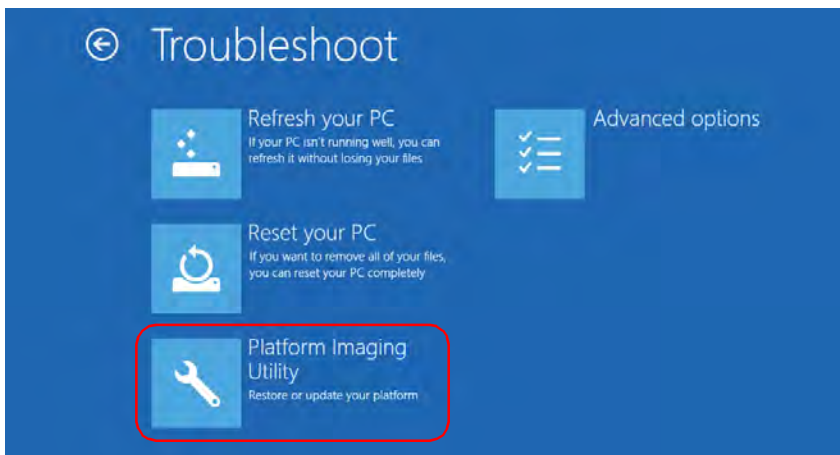 Troubleshoot
Refresh your PC
If your PC isn't running well, you can
refresh it without losing your files
Advanced options
Reset your PC
If you want to remove all of your files,
you can reset your PC completely
Platform Imaging
Utility
Restore or update your platform